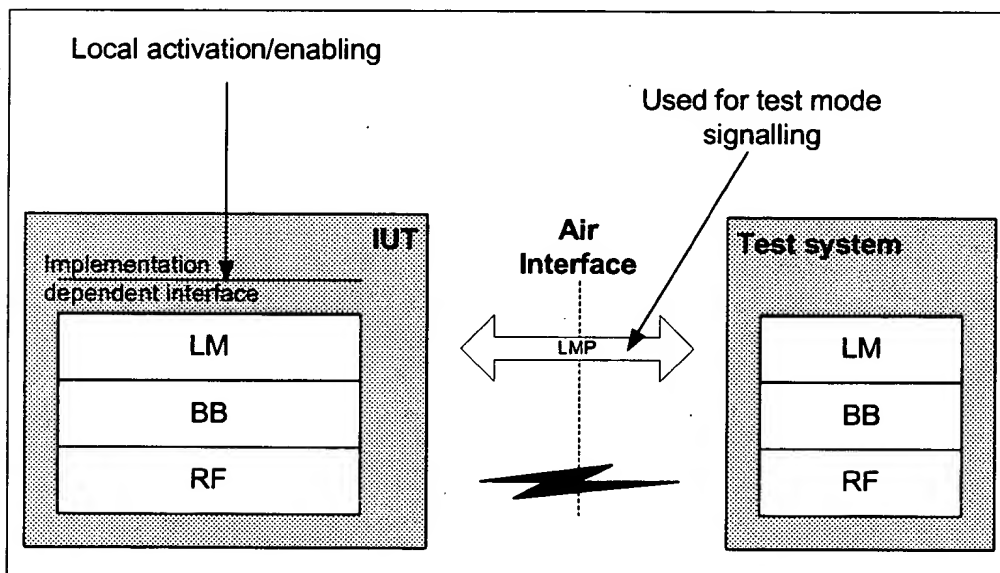 Local activation/enabling
Used for test mode
signalling
IUT
Implementation
dependent interface
LM
BB
RF
Air
Interface
LMP
Test system
LM
BB
RF